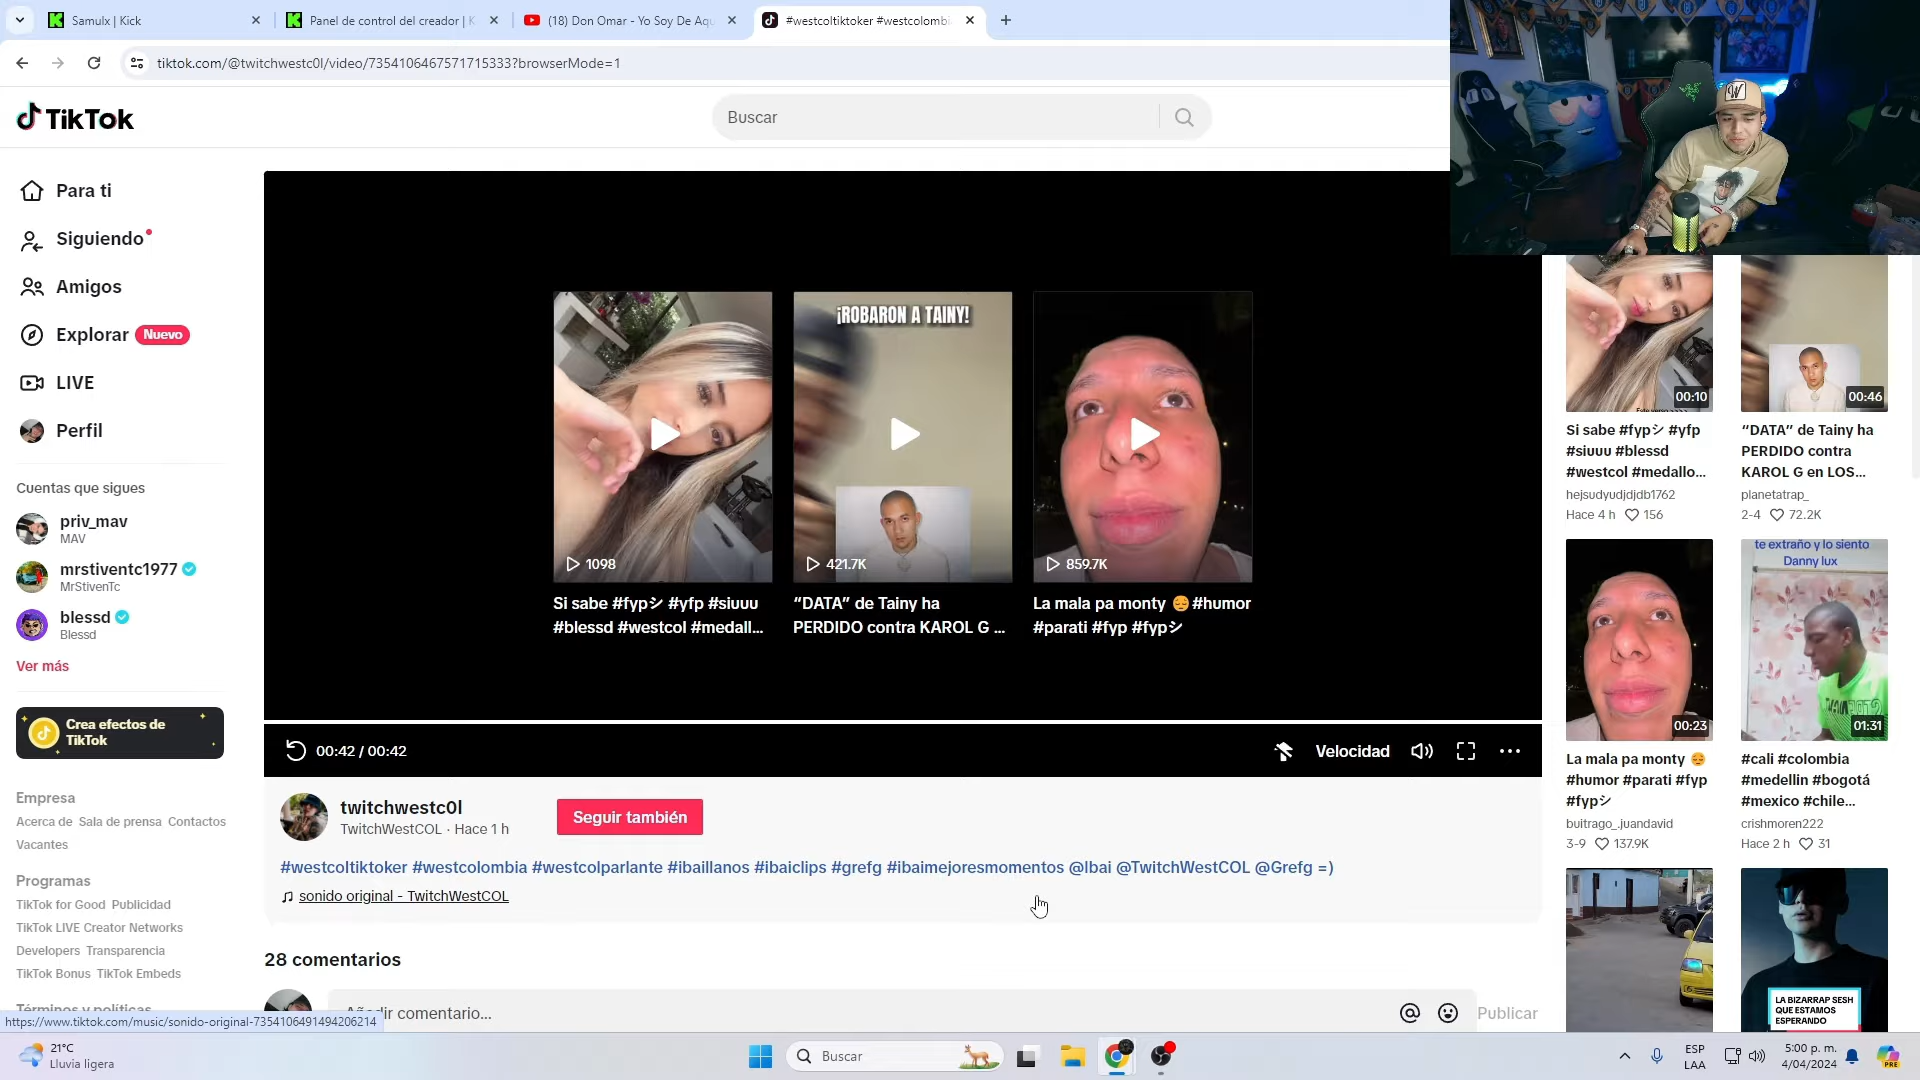 Samulx | Kick
Panel de control del creador | K
(18) Don Omar - Yo Soy De Aqu
#westcoltiktoker #westcolombi
tiktok.com/@twitchwestc0l/video/7354106467571715333?browserMode=1
TikTok
Buscar
Para ti
Siguiendo
Amigos
Explorar Nuevo
LIVE
Perfil
Cuentas que sigues
priv_mav
MAV
mrstiventc1977
MrStivenTc
blessd
Blessd
Ver más
Crea efectos de
TikTok
Empresa
Acerca de Sala de prensa Contactos
Vacantes
Programas
TikTok for Good Publicidad
TikTok LIVE Creator Networks
Developers Transparencia
TikTok Bonus TikTok Embeds
Términos y políticas
https://www.tiktok.com/music/sonido-original-7354106491494206214
¡ROBARON A TAINY!
1098
421.7K
859.7K
Si sabe #fypシ #yfp #siuuu
#blessd #westcol #medall...
“DATA” de Tainy ha
PERDIDO contra KAROL G ...
La mala pa monty 😔 #humor
#parati #fyp #fypシ
00:42 / 00:42
Velocidad
twitchwestc0l
TwitchWestCOL · Hace 1 h
Seguir también
#westcoltiktoker #westcolombia #westcolparlante #ibaillanos #ibaiclips #grefg #ibaimejoresmomentos @Ibai @TwitchWestCOL @Grefg =)
sonido original - TwitchWestCOL
28 comentarios
Añadir comentario...
Publicar
W
00:10
00:46
Si sabe #fypシ #yfp
#siuuu #blessd
#westcol #medallo...
hejsudyudjdjdb1762
Hace 4 h 156
“DATA” de Tainy ha
PERDIDO contra
KAROL G en LOS...
planetatrap_
2-4 72.2K
te extraño y lo siento
Danny lux
00:23
01:31
La mala pa monty 😔
#humor #parati #fyp
#fypシ
buitrago_.juandavid
3-9 137.9K
#cali #colombia
#medellin #bogotá
#mexico #chile...
crishmoren222
Hace 2 h 31
LA BIZARRAP SESH
QUE ESTAMOS
ESPERANDO
21°C
Lluvia ligera
Buscar
ESP
LAA
5:00 p. m.
4/04/2024
PRE